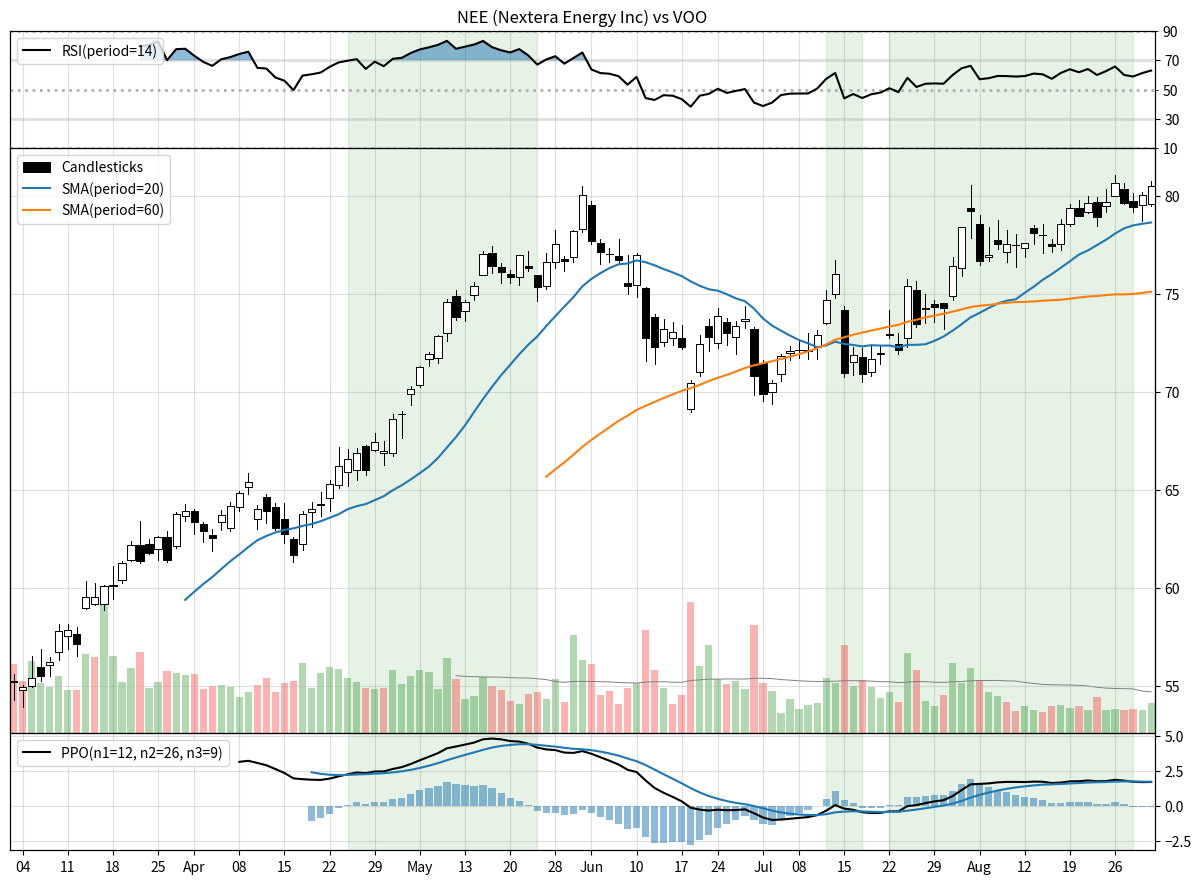 NEE (Nextera Energy Inc) vs VOO
RSI(period=14)
90
70
50
30
10
Candlesticks
SMA(period=20)
SMA(period=60)
80
75
70
65
60
55
PPO(n1=12, n2=26, n3=9)
5.0
2.5
0.0
−2.5
04 11 18 25 Apr 08 15 22 29 May 13 20 28 Jun 10 17 24 Jul 08 15 22 29 Aug 12 19 26